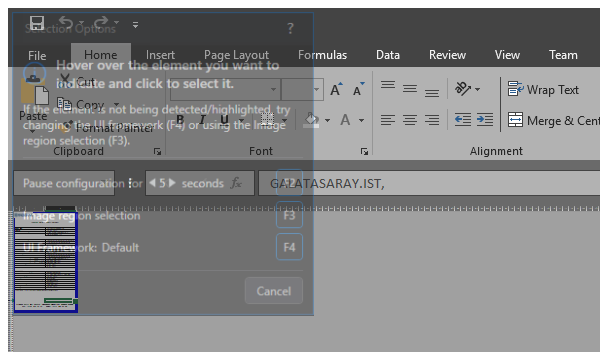 Selection Options ?
File Home Insert Page Layout Formulas Data Review View Team
Hover over the element you want to
indicate and click to select it.
Cut
Copy
Format Painter
Paste
A A Wrap Text
B I U A Merge & Cent
If the element is not being detected/highlighted, try
changing the UI framework (F4) or using the Image
region selection (F3).
Clipboard Font Alignment
Pause configuration for 5 seconds F2
fx GALATASARAY.IST,
Image region selection F3
UI Framework: Default F4
Cancel